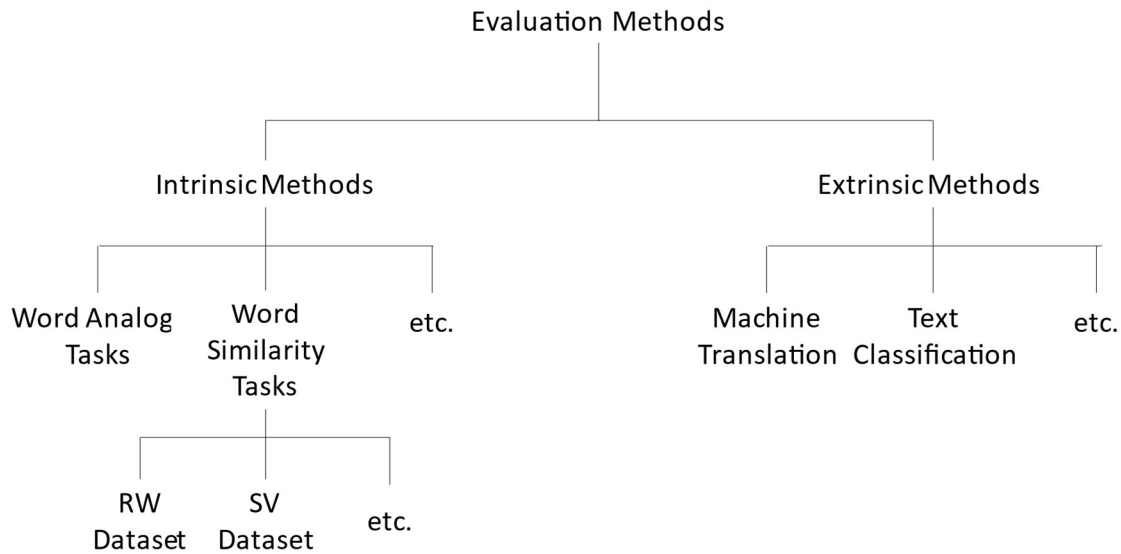 Evaluation Methods
Intrinsic Methods
Extrinsic Methods
Word Analog
Tasks
Word
Similarity
Tasks
etc.
Machine
Translation
Text
Classification
etc.
RW
Dataset
SV
Dataset
etc.